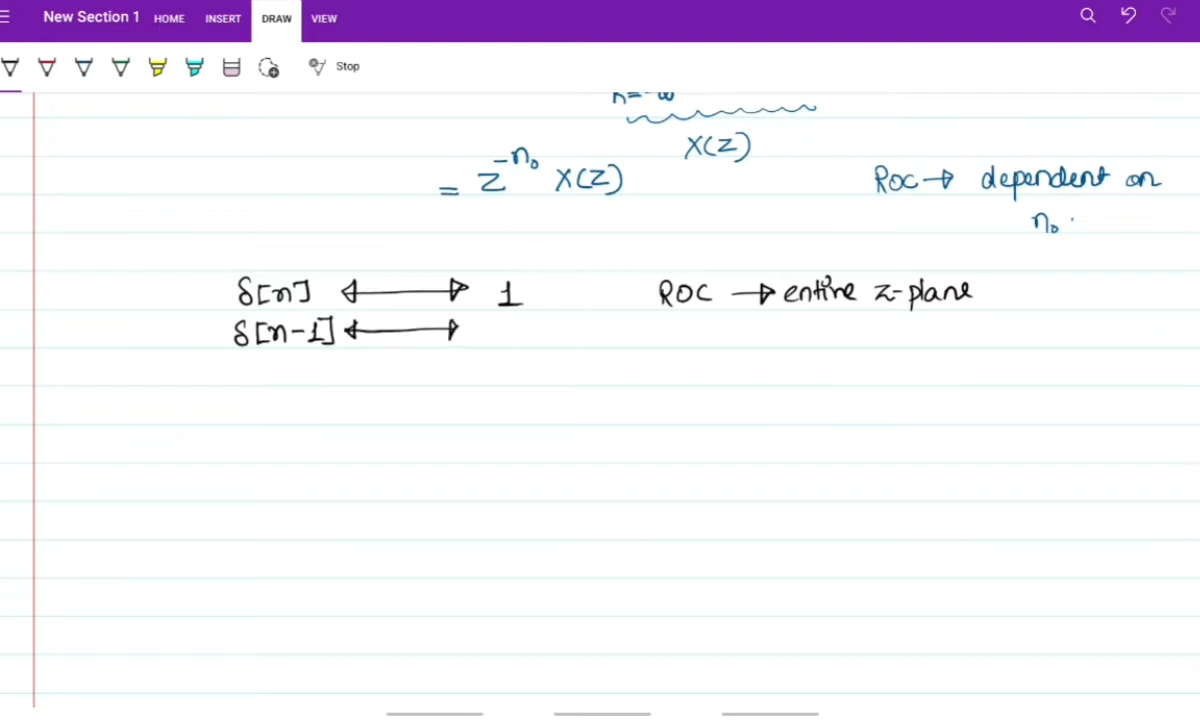 New Section 1 HOME INSERT DRAW VIEW
Stop
n=-∞
X(Z)
= Z^{-n₀} X(Z) ROC → dependent on
n₀.
δ[n] ↔ 1 ROC → entire z-plane
δ[n-1] ↔